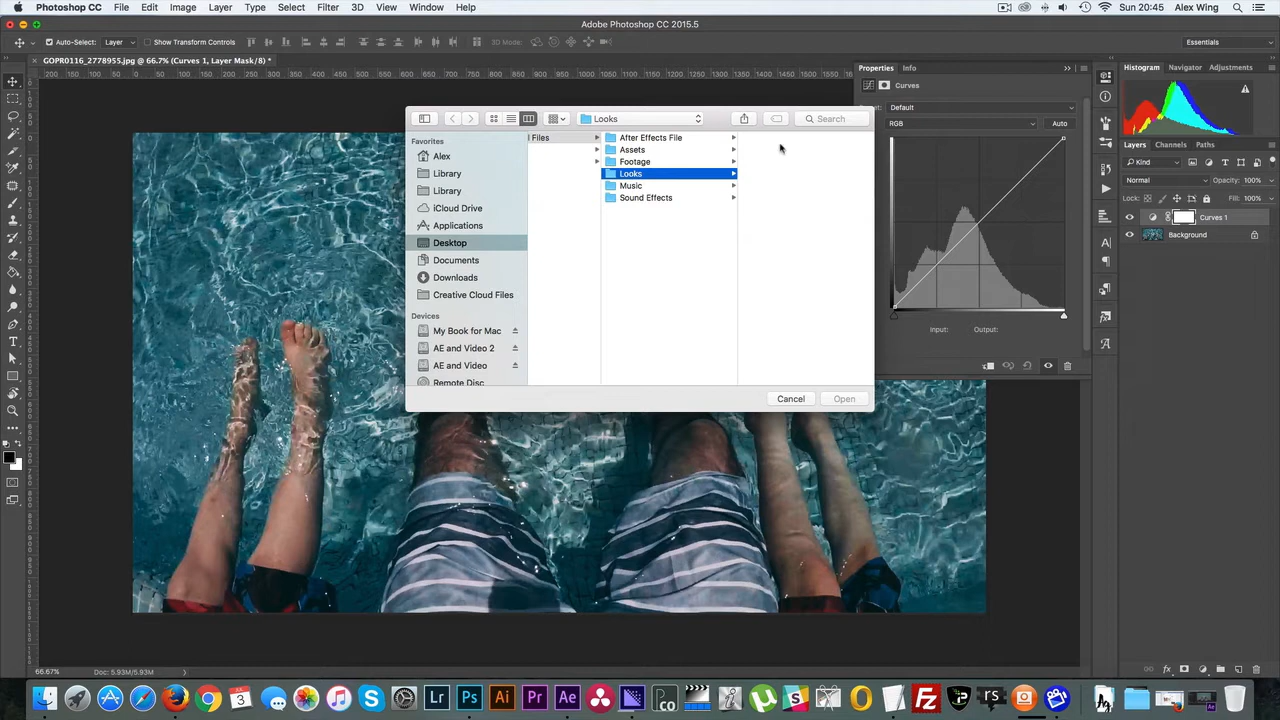 Photoshop CC File Edit Image Layer Type Select Filter 3D View Window Help Sun 20:45 Alex Wing
Adobe Photoshop CC 2015.5
Auto-Select: Layer Show Transform Controls 3D Mode: Essentials
GOPR0116_2778955.jpg @ 66.7% (Curves 1, Layer Mask/8) *
Properties Info
Histogram Navigator Adjustments
Curves
Default
RGB Auto
Input: Output:
Looks
Search
Favorites
Alex
Library
Library
iCloud Drive
Applications
Desktop
Documents
Downloads
Creative Cloud Files
Devices
My Book for Mac
AE and Video 2
AE and Video
Remote Disc
Files
After Effects File
Assets
Footage
Looks
Music
Sound Effects
Cancel Open
Layers Channels Paths
Kind
Normal Opacity: 100%
Lock: Fill: 100%
Curves 1
Background
66.67% Doc: 5.93M/5.93M
Lr Ps Ai Pr Ae